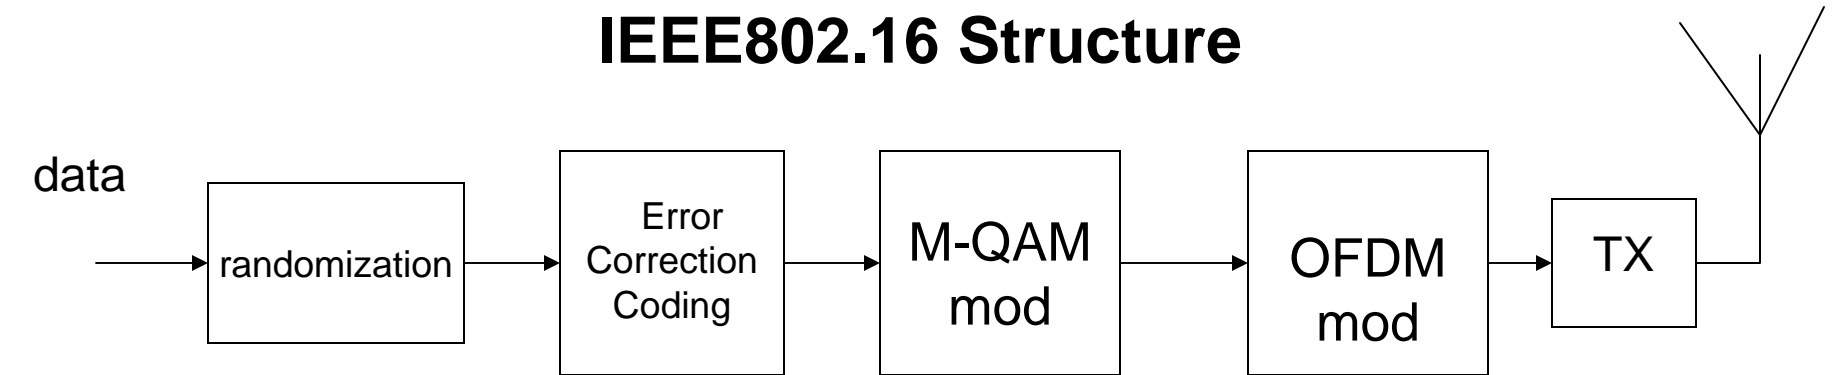 IEEE802.16 Structure
data
randomization
Error
Correction
Coding
M-QAM
mod
OFDM
mod
TX